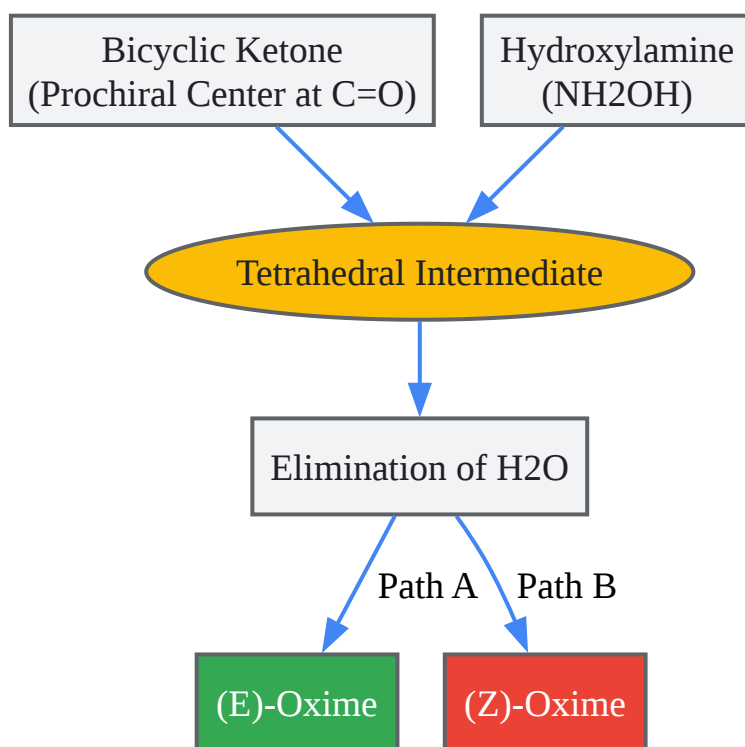 Bicyclic Ketone
(Prochiral Center at C=O)
Hydroxylamine
(NH2OH)
Tetrahedral Intermediate
Elimination of H2O
Path A
Path B
(E)-Oxime
(Z)-Oxime